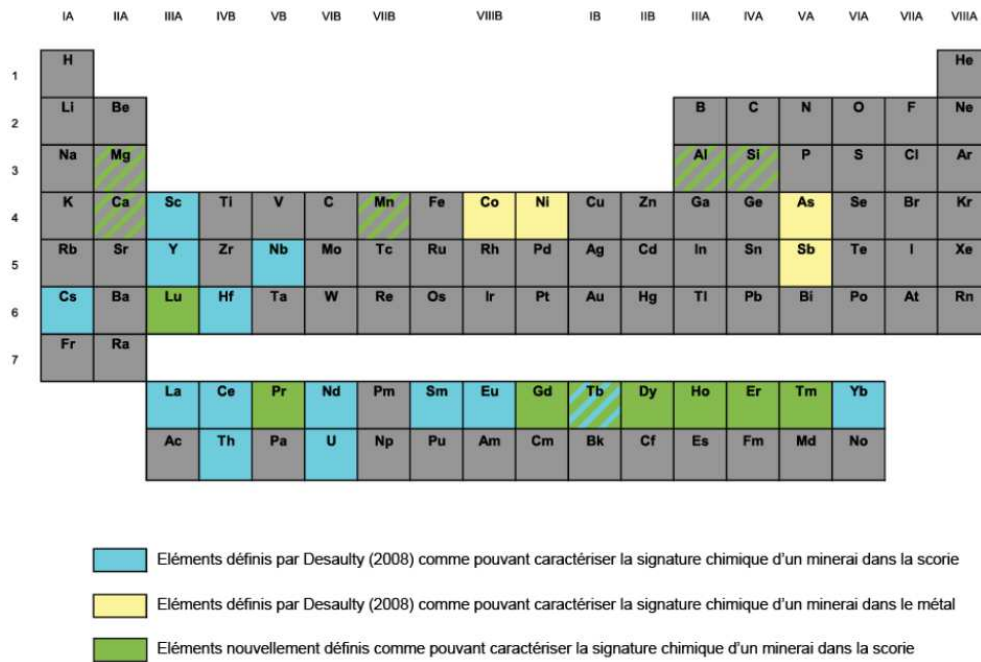 IA IIA IIIA IVB VB VIB VIIB VIIIB IB IIB IIIA IVA VA VIA VIIA VIIIA
H He
1
Li Be B C N O F Ne
2
Na Mg Al Si P S Cl Ar
3
K Ca Sc Ti V C Mn Fe Co Ni Cu Zn Ga Ge As Se Br Kr
4
Rb Sr Y Zr Nb Mo Tc Ru Rh Pd Ag Cd In Sn Sb Te I Xe
5
Cs Ba Lu Hf Ta W Re Os Ir Pt Au Hg Tl Pb Bi Po At Rn
6
Fr Ra
7
La Ce Pr Nd Pm Sm Eu Gd Tb Dy Ho Er Tm Yb
Ac Th Pa U Np Pu Am Cm Bk Cf Es Fm Md No
Eléments définis par Desaulty (2008) comme pouvant caractériser la signature chimique d'un minerai dans la scorie
Eléments définis par Desaulty (2008) comme pouvant caractériser la signature chimique d'un minerai dans le métal
Eléments nouvellement définis comme pouvant caractériser la signature chimique d'un minerai dans la scorie